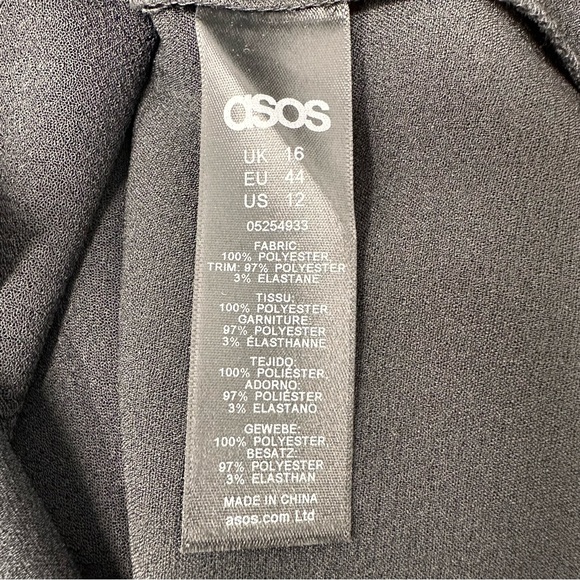 asos
UK 16
EU 44
US 12
05254933
FABRIC:
100% POLYESTER,
TRIM: 97% POLYESTER
3% ELASTANE
TISSU:
100% POLYESTER,
GARNITURE:
97% POLYESTER
3% ÉLASTHANNE
TEJIDO:
100% POLIÉSTER,
ADORNO:
97% POLIÉSTER
3% ELASTANO
GEWEBE:
100% POLYESTER,
BESATZ:
97% POLYESTER
3% ELASTHAN
MADE IN CHINA
asos.com Ltd